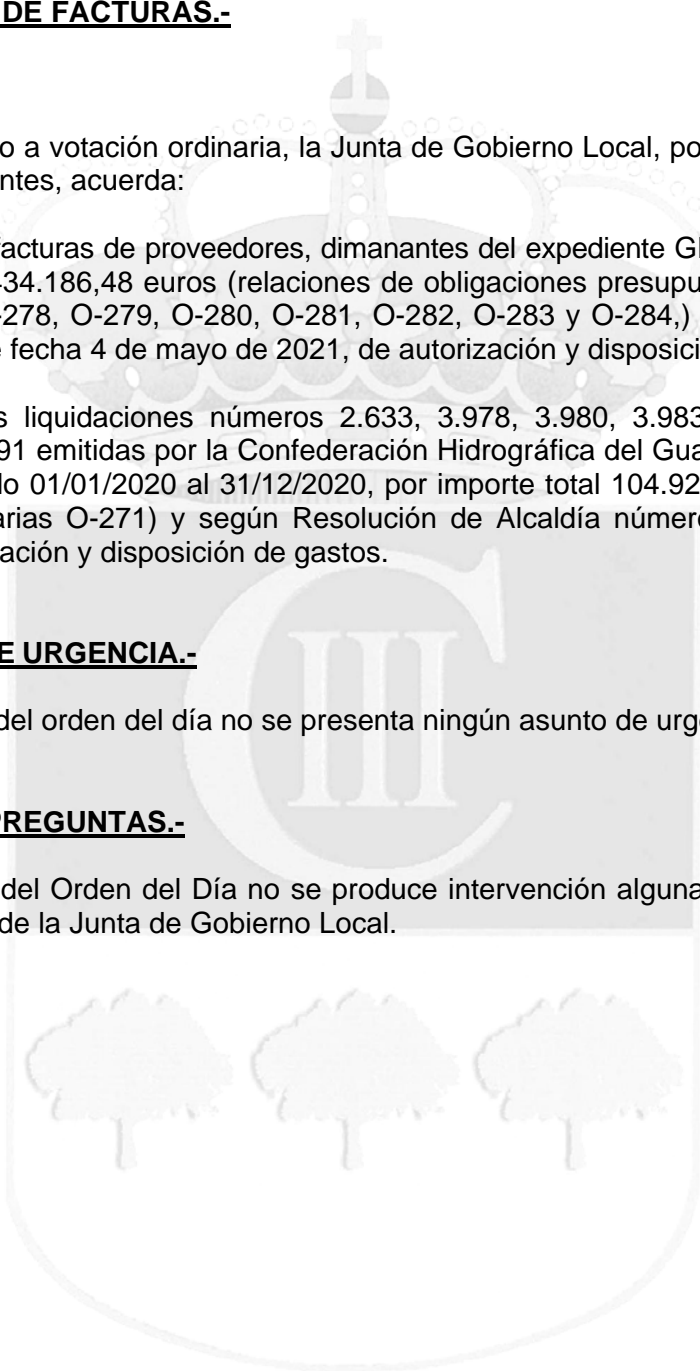 DE FACTURAS.-
o a votación ordinaria, la Junta de Gobierno Local, po
ntes, acuerda:
facturas de proveedores, dimanantes del expediente G
434.186,48 euros (relaciones de obligaciones presupu
-278, O-279, O-280, O-281, O-282, O-283 y O-284,)
e fecha 4 de mayo de 2021, de autorización y disposici
s liquidaciones números 2.633, 3.978, 3.980, 3.983
91 emitidas por la Confederación Hidrográfica del Gua
do 01/01/2020 al 31/12/2020, por importe total 104.92
arias O-271) y según Resolución de Alcaldía número
ación y disposición de gastos.
E URGENCIA.-
del orden del día no se presenta ningún asunto de urg
PREGUNTAS.-
del Orden del Día no se produce intervención alguna
de la Junta de Gobierno Local.
C III